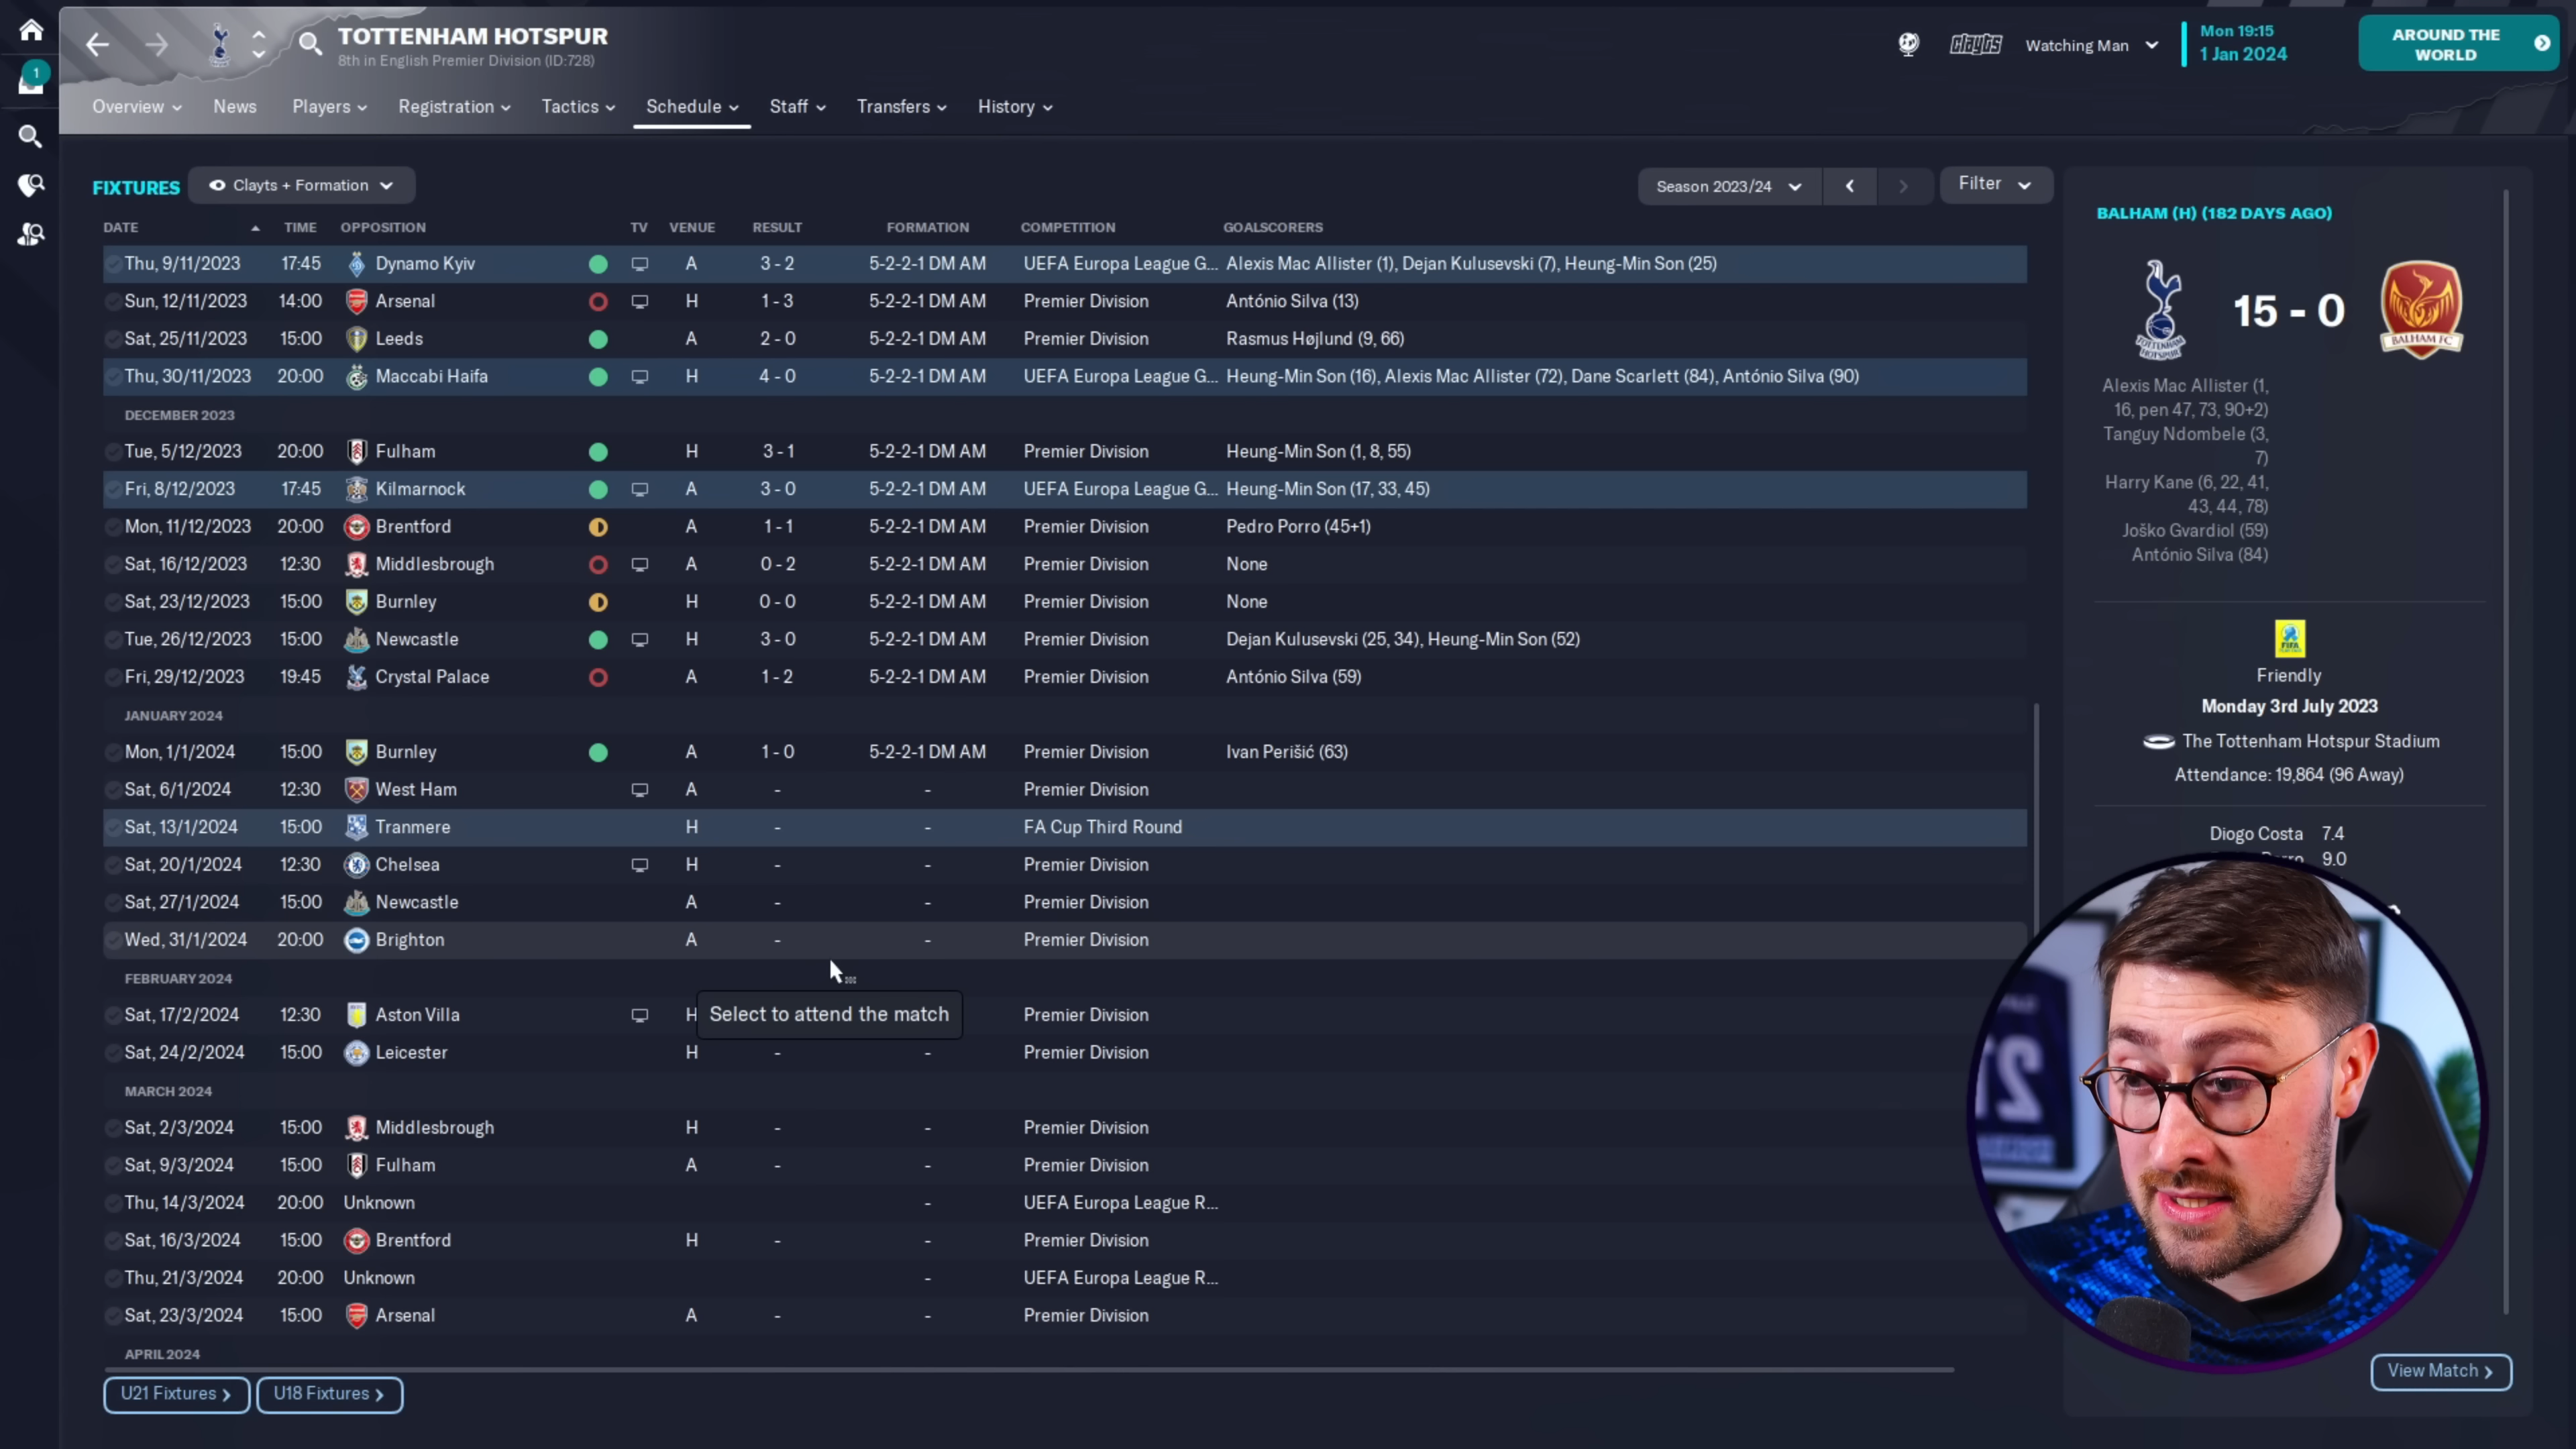 TOTTENHAM HOTSPUR
8th in English Premier Division (ID:728)
clayts
Watching Man
Mon 19:15
1 Jan 2024
AROUND THE
WORLD
1
Overview
News
Players
Registration
Tactics
Schedule
Staff
Transfers
History
FIXTURES
Clayts + Formation
Season 2023/24
Filter
DATE TIME OPPOSITION TV VENUE RESULT FORMATION COMPETITION GOALSCORERS
Thu, 9/11/2023 17:45 Dynamo Kyiv A 3 - 2 5-2-2-1 DM AM UEFA Europa League G... Alexis Mac Allister (1), Dejan Kulusevski (7), Heung-Min Son (25)
Sun, 12/11/2023 14:00 Arsenal H 1 - 3 5-2-2-1 DM AM Premier Division António Silva (13)
Sat, 25/11/2023 15:00 Leeds A 2 - 0 5-2-2-1 DM AM Premier Division Rasmus Højlund (9, 66)
Thu, 30/11/2023 20:00 Maccabi Haifa H 4 - 0 5-2-2-1 DM AM UEFA Europa League G... Heung-Min Son (16), Alexis Mac Allister (72), Dane Scarlett (84), António Silva (90)
DECEMBER 2023
Tue, 5/12/2023 20:00 Fulham H 3 - 1 5-2-2-1 DM AM Premier Division Heung-Min Son (1, 8, 55)
Fri, 8/12/2023 17:45 Kilmarnock A 3 - 0 5-2-2-1 DM AM UEFA Europa League G... Heung-Min Son (17, 33, 45)
Mon, 11/12/2023 20:00 Brentford A 1 - 1 5-2-2-1 DM AM Premier Division Pedro Porro (45+1)
Sat, 16/12/2023 12:30 Middlesbrough A 0 - 2 5-2-2-1 DM AM Premier Division None
Sat, 23/12/2023 15:00 Burnley H 0 - 0 5-2-2-1 DM AM Premier Division None
Tue, 26/12/2023 15:00 Newcastle H 3 - 0 5-2-2-1 DM AM Premier Division Dejan Kulusevski (25, 34), Heung-Min Son (52)
Fri, 29/12/2023 19:45 Crystal Palace A 1 - 2 5-2-2-1 DM AM Premier Division António Silva (59)
JANUARY 2024
Mon, 1/1/2024 15:00 Burnley A 1 - 0 5-2-2-1 DM AM Premier Division Ivan Perišić (63)
Sat, 6/1/2024 12:30 West Ham A - - Premier Division
Sat, 13/1/2024 15:00 Tranmere H - - FA Cup Third Round
Sat, 20/1/2024 12:30 Chelsea H - - Premier Division
Sat, 27/1/2024 15:00 Newcastle A - - Premier Division
Wed, 31/1/2024 20:00 Brighton A - - Premier Division
FEBRUARY 2024
Sat, 17/2/2024 12:30 Aston Villa H Premier Division
Select to attend the match
Sat, 24/2/2024 15:00 Leicester H - - Premier Division
MARCH 2024
Sat, 2/3/2024 15:00 Middlesbrough H - - Premier Division
Sat, 9/3/2024 15:00 Fulham A - - Premier Division
Thu, 14/3/2024 20:00 Unknown - UEFA Europa League R...
Sat, 16/3/2024 15:00 Brentford H - - Premier Division
Thu, 21/3/2024 20:00 Unknown - UEFA Europa League R...
Sat, 23/3/2024 15:00 Arsenal A - - Premier Division
APRIL 2024
U21 Fixtures
U18 Fixtures
BALHAM (H) (182 DAYS AGO)
15 - 0
TOTTENHAM
HOTSPUR
BALHAM FC
Alexis Mac Allister (1,
16, pen 47, 73, 90+2)
Tanguy Ndombele (3,
7)
Harry Kane (6, 22, 41,
43, 44, 78)
Joško Gvardiol (59)
António Silva (84)
FIFA
Friendly
Monday 3rd July 2023
The Tottenham Hotspur Stadium
Attendance: 19,864 (96 Away)
Diogo Costa 7.4
9.0
View Match